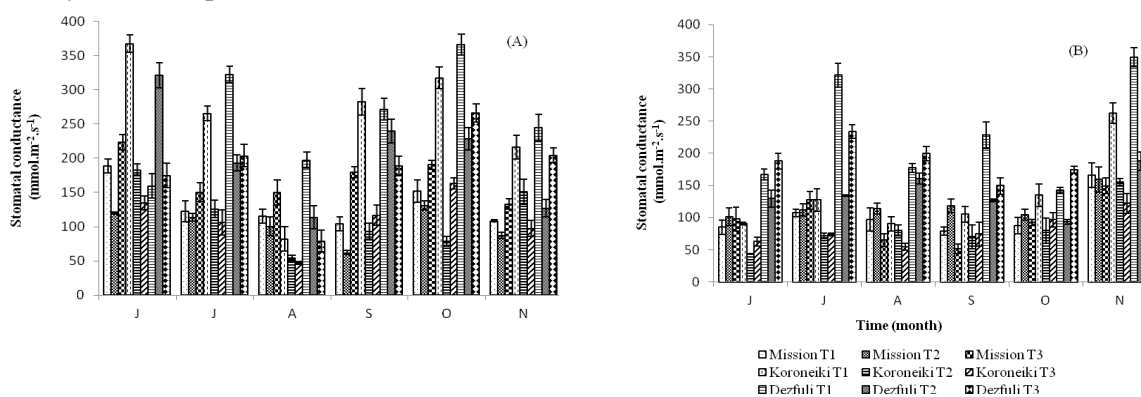 (A)
Stomatal conductance
(mmol.m-2.s-1)
400
350
300
250
200
150
100
50
0
J J A S O N
(B)
Stomatal conductance
(mmol.m-2.s-1)
400
350
300
250
200
150
100
50
0
J J A S O N
Time (month)
Mission T1 Mission T2 Mission T3
Koroneiki T1 Koroneiki T2 Koroneiki T3
Dezfuli T1 Dezfuli T2 Dezfuli T3